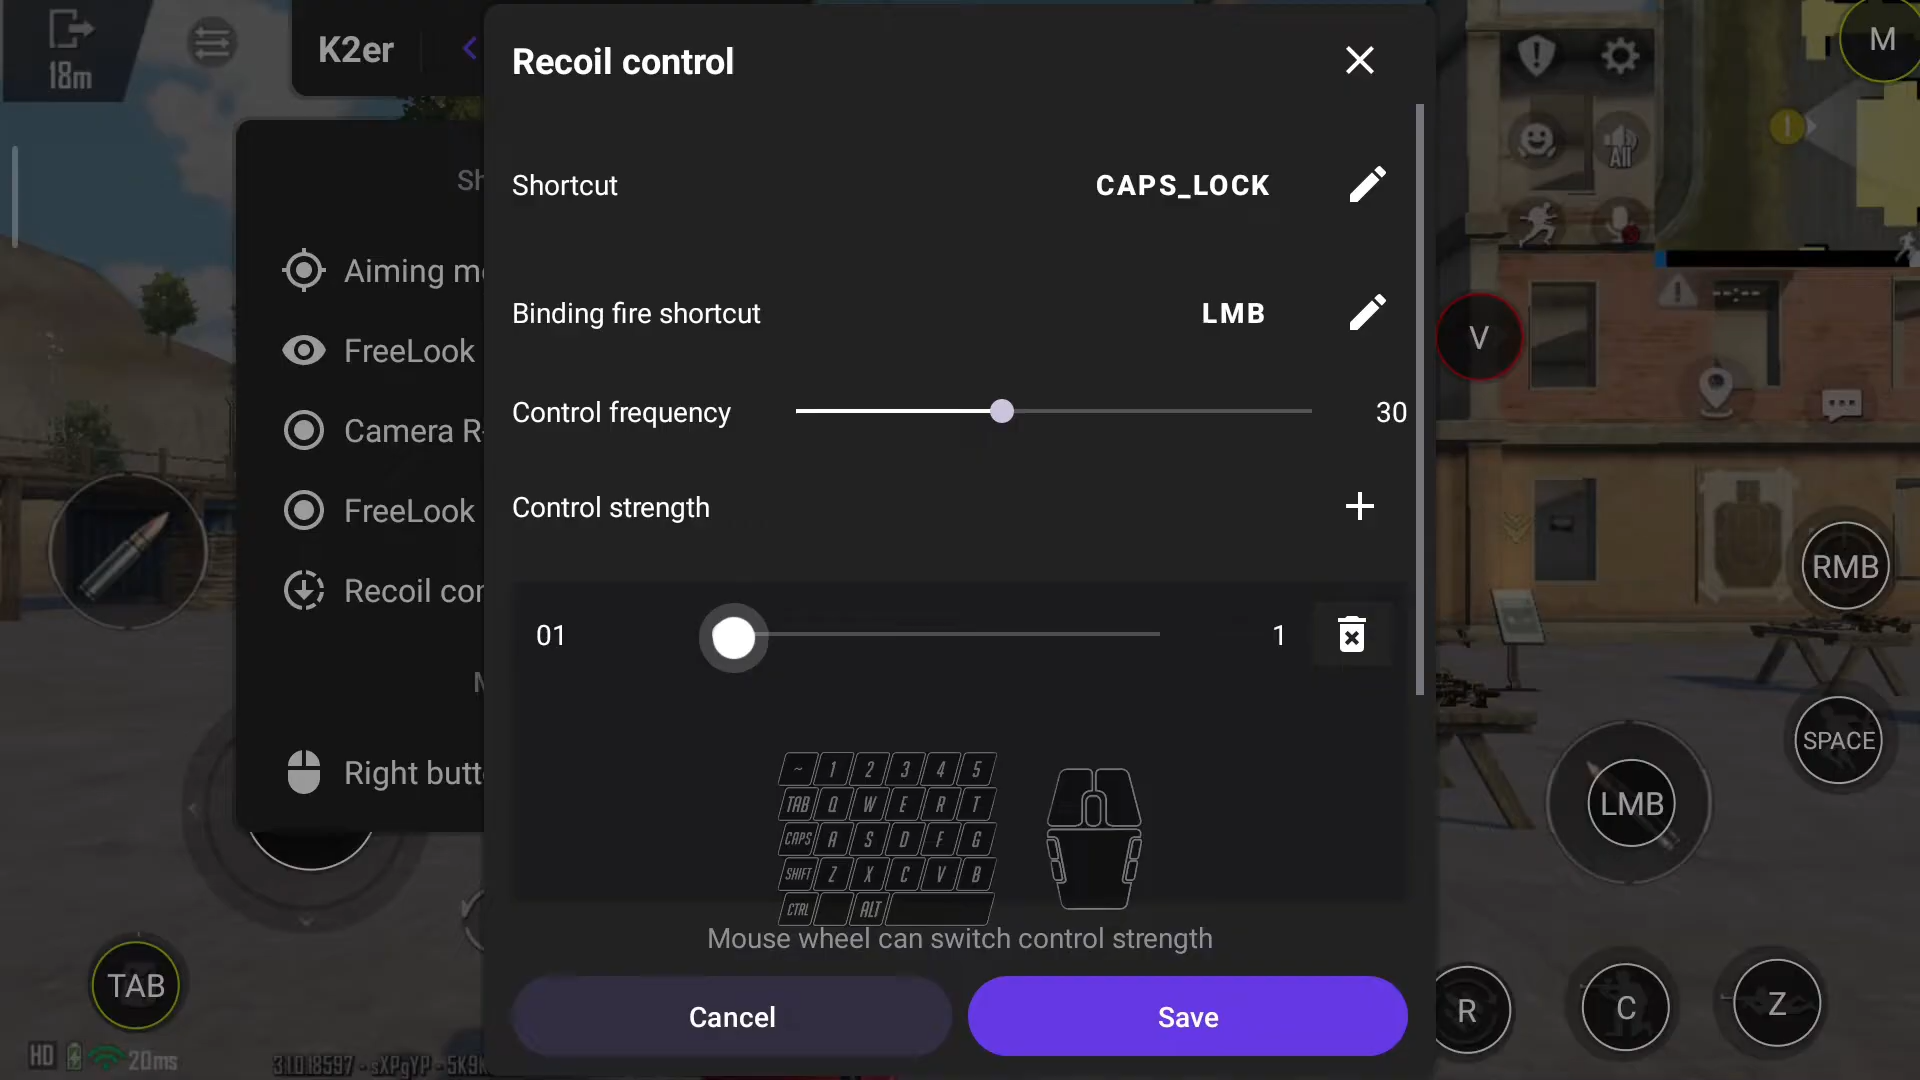 18m
K2er
Recoil control
M
Sh
Shortcut
CAPS_LOCK
All
Aiming m
Binding fire shortcut
LMB
FreeLook
V
Control frequency
30
Camera R
FreeLook
Control strength
Recoil cor
RMB
01
1
M
SPACE
Right butt
~ 1 2 3 4 5
TAB Q W E R T
CAPS A S D F G
SHIFT Z X C V B
CTRL ALT
LMB
Mouse wheel can switch control strength
TAB
Cancel
Save
R
C
Z
HD
20ms